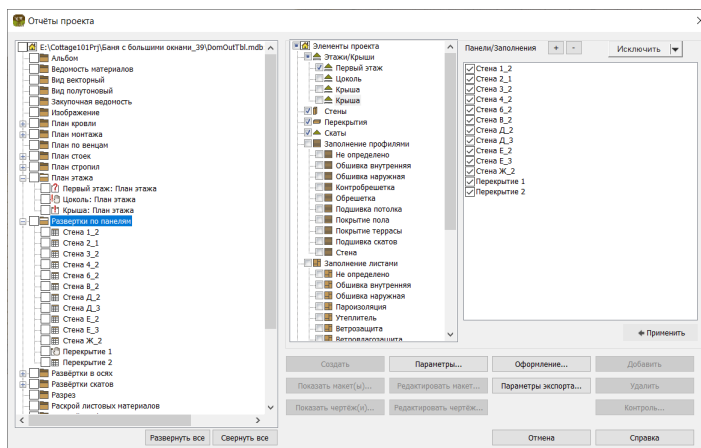 Отчёты проекта
E:\Cottage101Prj\Баня с большими окнами_39\DomOutTbl.mdb
Альбом
Ведомость материалов
Вид векторный
Вид полутоновый
Закупочная ведомость
Изображение
План кровли
План монтажа
План по венцам
План стоек
План стропил
План этажа
Первый этаж: План этажа
Цоколь: План этажа
Крыша: План этажа
Развертки по панелям
Стена 1_2
Стена 2_1
Стена 3_2
Стена 4_2
Стена 6_2
Стена В_2
Стена Д_2
Стена Д_3
Стена Е_2
Стена Е_3
Стена Ж_2
Перекрытие 1
Перекрытие 2
Развёртки в осях
Развёртки скатов
Разрез
Раскрой листовых материалов
Развернуть все
Свернуть все
Элементы проекта
Этажи/Крыши
Первый этаж
Цоколь
Крыша
Крыша
Стены
Перекрытия
Скаты
Заполнение профилями
Не определено
Обшивка внутренняя
Обшивка наружная
Контробрешетка
Обрешетка
Подшивка потолка
Покрытие пола
Покрытие террасы
Подшивка скатов
Стена
Заполнение листами
Не определено
Обшивка внутренняя
Обшивка наружная
Пароизоляция
Утеплитель
Ветрозащита
Ветровлагозащита
Панели/Заполнения
+
-
Исключить
Стена 1_2
Стена 2_1
Стена 3_2
Стена 4_2
Стена 6_2
Стена В_2
Стена Д_2
Стена Д_3
Стена Е_2
Стена Е_3
Стена Ж_2
Перекрытие 1
Перекрытие 2
Применить
Создать
Параметры...
Оформление...
Добавить
Показать макет(ы)...
Редактировать макет...
Параметры экспорта...
Удалить
Показать чертёж(и)...
Редактировать чертёж...
Контроль...
Отмена
Справка